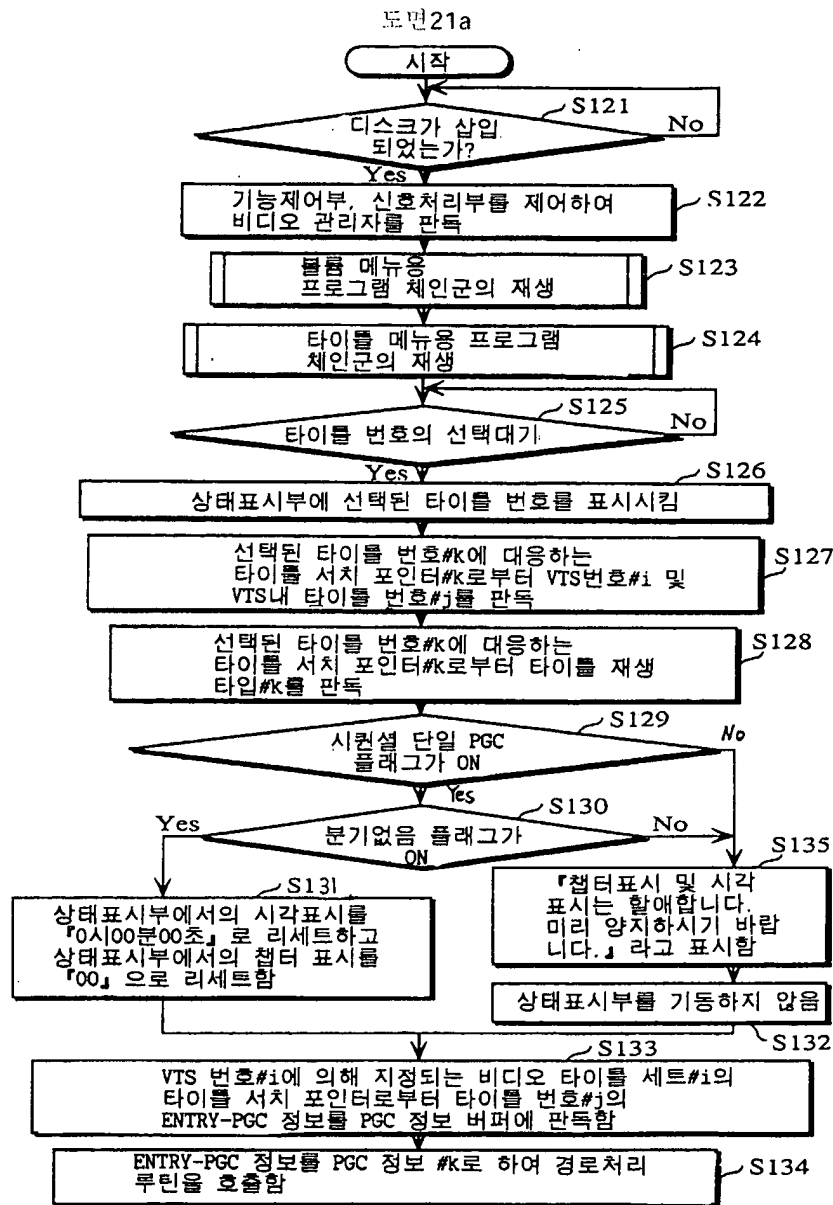 도면21a
시작
S121
디스크가 삽입
되었는가?
No
Yes
기능제어부, 신호처리부를 제어하여
비디오 관리자를 판독
S122
볼륨 메뉴용
프로그램 체인군의 재생
S123
타이틀 메뉴용 프로그램
체인군의 재생
S124
S125
타이틀 번호의 선택대기
No
Yes
S126
상태표시부에 선택된 타이틀 번호를 표시시킴
선택된 타이틀 번호#k에 대응하는
타이틀 서치 포인터#k로부터 VTS번호#i 및
VTS내 타이틀 번호#j를 판독
S127
선택된 타이틀 번호#k에 대응하는
타이틀 서치 포인터#k로부터 타이틀 재생
타입#k를 판독
S128
S129
시퀀셜 단일 PGC
플래그가 ON
No
Yes
S130
Yes
분기없음 플래그가
ON
No
S131
상태표시부에서의 시각표시를
『0시00분00초』로 리세트하고
상태표시부에서의 챕터 표시를
『00』으로 리세트함
S135
『챕터표시 및 시각
표시는 할애합니다.
미리 양지하시기 바랍
니다.』라고 표시함
상태표시부를 기동하지 않음
S132
S133
VTS 번호#i에 의해 지정되는 비디오 타이틀 세트#i의
타이틀 서치 포인터로부터 타이틀 번호#j의
ENTRY-PGC 정보를 PGC 정보 버퍼에 판독함
ENTRY-PGC 정보를 PGC 정보 #k로 하여 경로처리
루틴을 호출함
S134